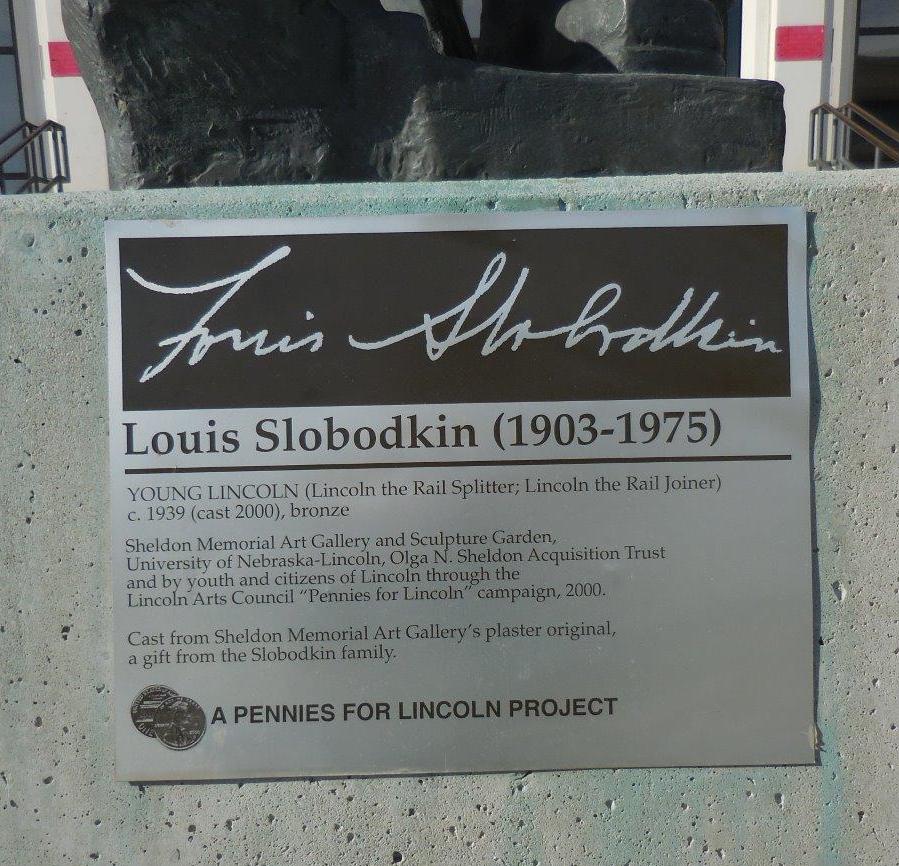 Louis Slobodkin
Louis Slobodkin (1903-1975)
YOUNG LINCOLN (Lincoln the Rail Splitter; Lincoln the Rail Joiner)
c. 1939 (cast 2000), bronze
Sheldon Memorial Art Gallery and Sculpture Garden,
University of Nebraska-Lincoln, Olga N. Sheldon Acquisition Trust
and by youth and citizens of Lincoln through the
Lincoln Arts Council "Pennies for Lincoln" campaign, 2000.
Cast from Sheldon Memorial Art Gallery's plaster original,
a gift from the Slobodkin family.
A PENNIES FOR LINCOLN PROJECT